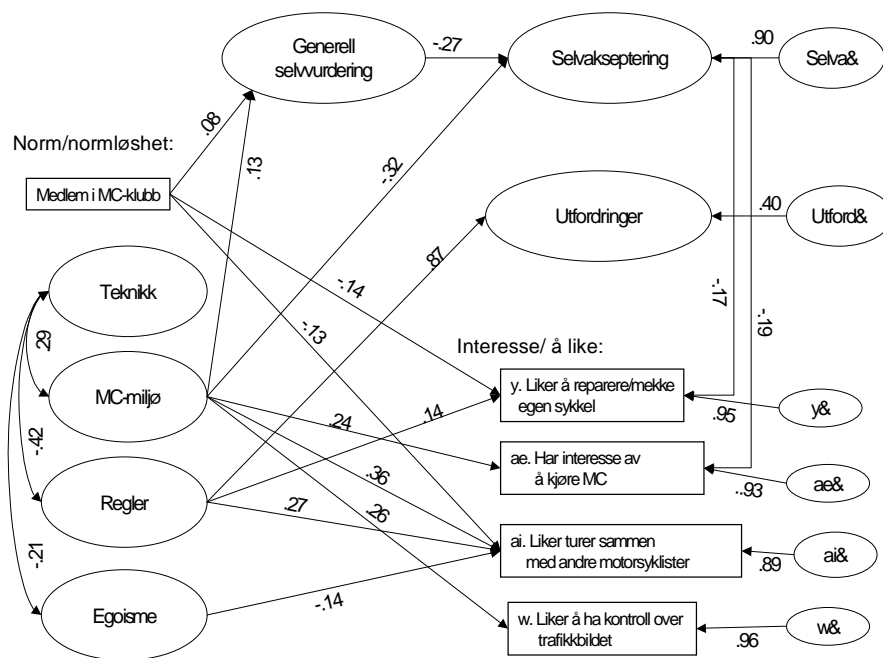 Generell
selvvurdering
-.27
Selvakseptering
.90
Selva&
.08
Norm/normløshet:
.13
-.32
Medlem i MC-klubb
Utfordringer
.40
Utford&
.87
Teknikk
-.14
-.17
-.13
-.19
.29
Interesse/ å like:
MC-miljø
y. Liker å reparere/mekke
egen sykkel
y&
.14
.95
.24
-.42
ae. Har interesse av
å kjøre MC
ae&
.36
..93
Regler
.27
.26
ai. Liker turer sammen
med andre motorsyklister
ai&
.89
-.21
Egoisme
-.14
w. Liker å ha kontroll over
trafikkbildet
w&
.96